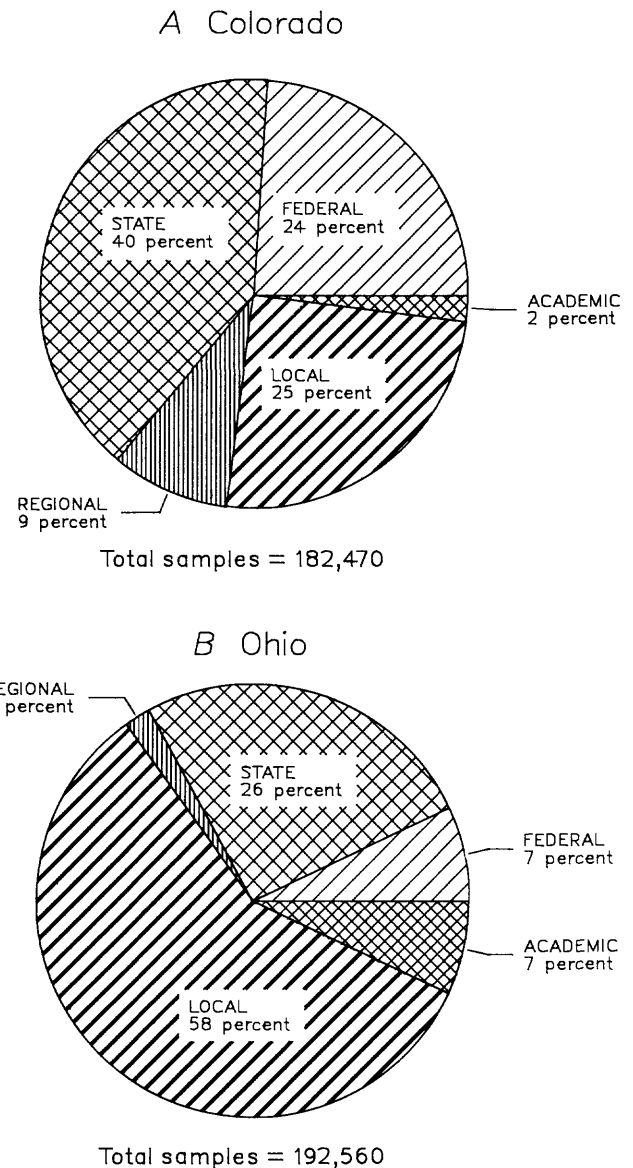 A Colorado
STATE
40 percent
FEDERAL
24 percent
ACADEMIC
2 percent
LOCAL
25 percent
REGIONAL
9 percent
Total samples = 182,470
B Ohio
EGIONAL
percent
STATE
26 percent
FEDERAL
7 percent
ACADEMIC
7 percent
LOCAL
58 percent
Total samples = 192,560